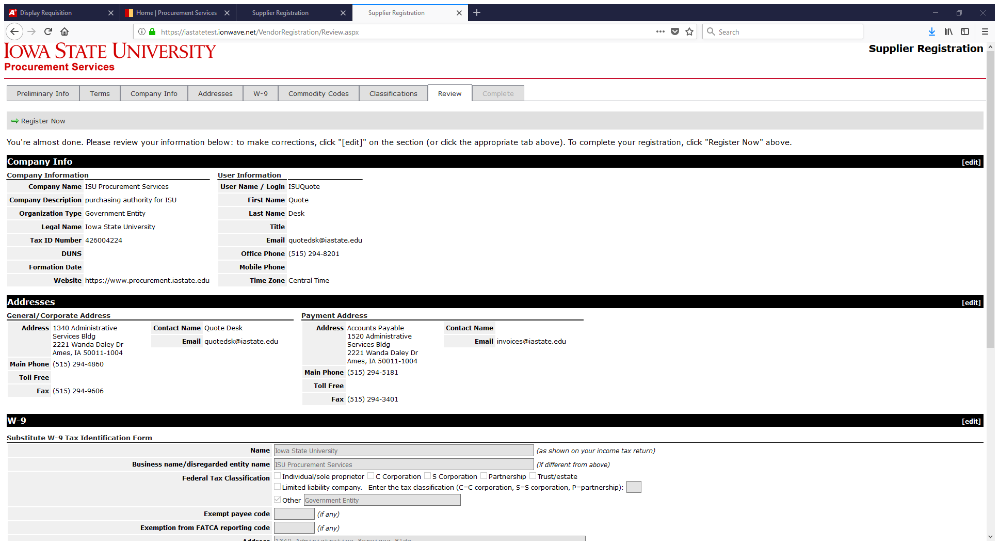 Display Requisition
Home | Procurement Services
Supplier Registration
Supplier Registration
https://iastatetest.ionwave.net/VendorRegistration/Review.aspx
Search
IOWA STATE UNIVERSITY
Procurement Services
Supplier Registration
Preliminary Info
Terms
Company Info
Addresses
W-9
Commodity Codes
Classifications
Review
Complete
Register Now
You're almost done. Please review your information below: to make corrections, click "[edit]" on the section (or click the appropriate tab above). To complete your registration, click "Register Now" above.
Company Info [edit]
Company Information
Company Name ISU Procurement Services
Company Description purchasing authority for ISU
Organization Type Government Entity
Legal Name Iowa State University
Tax ID Number 426004224
DUNS
Formation Date
Website https://www.procurement.iastate.edu
User Information
User Name / Login ISUQuote
First Name Quote
Last Name Desk
Title
Email quotedsk@iastate.edu
Office Phone (515) 294-8201
Mobile Phone
Time Zone Central Time
Addresses [edit]
General/Corporate Address
Address 1340 Administrative
Services Bldg
2221 Wanda Daley Dr
Ames, IA 50011-1004
Main Phone (515) 294-4860
Toll Free
Fax (515) 294-9606
Contact Name Quote Desk
Email quotedsk@iastate.edu
Payment Address
Address Accounts Payable
1520 Administrative
Services Bldg
2221 Wanda Daley Dr
Ames, IA 50011-1004
Main Phone (515) 294-5181
Toll Free
Fax (515) 294-3401
Contact Name
Email invoices@iastate.edu
W-9 [edit]
Substitute W-9 Tax Identification Form
Name Iowa State University (as shown on your income tax return)
Business name/disregarded entity name ISU Procurement Services (if different from above)
Federal Tax Classification Individual/sole proprietor C Corporation S Corporation Partnership Trust/estate
Limited liability company. Enter the tax classification (C=C corporation, S=S corporation, P=partnership):
Other Government Entity
Exempt payee code (if any)
Exemption from FATCA reporting code (if any)
Address 1340 Administrative Services Bldg